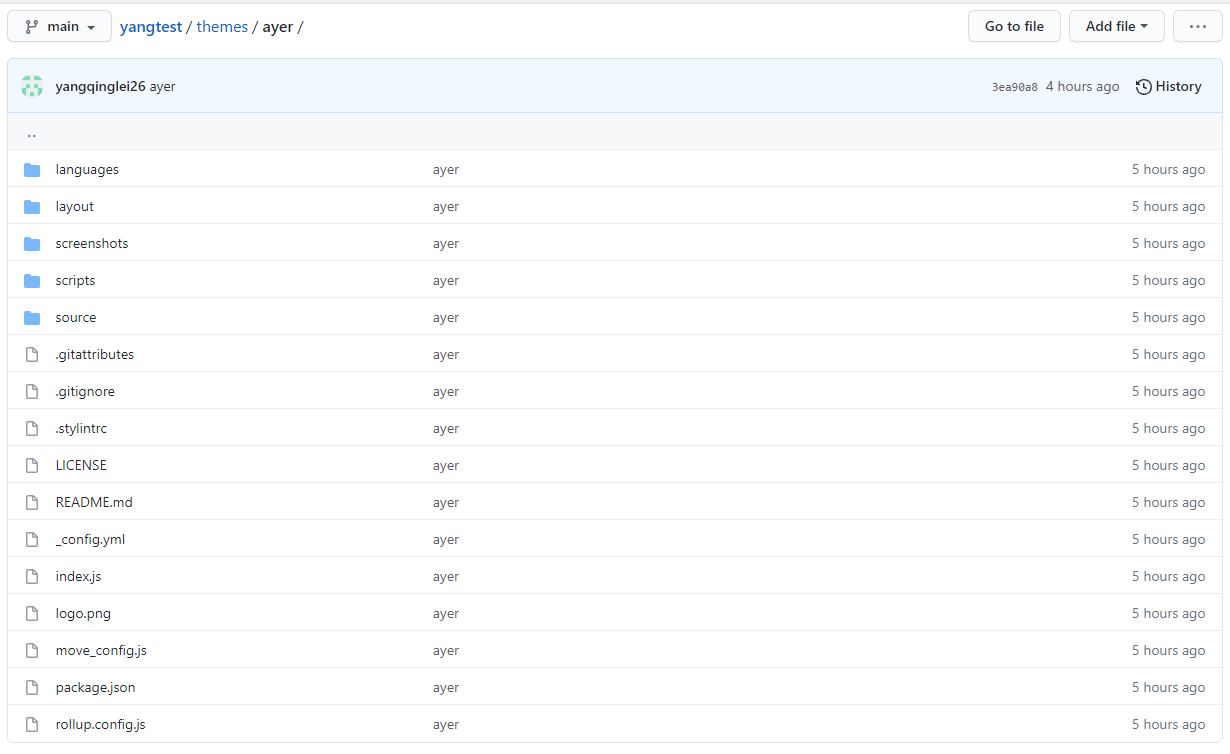 main yangtest / themes / ayer / Go to file Add file ...
yangqinglei26 ayer 3ea90a8 4 hours ago History
..
languages ayer 5 hours ago
layout ayer 5 hours ago
screenshots ayer 5 hours ago
scripts ayer 5 hours ago
source ayer 5 hours ago
.gitattributes ayer 5 hours ago
.gitignore ayer 5 hours ago
.stylintrc ayer 5 hours ago
LICENSE ayer 5 hours ago
README.md ayer 5 hours ago
_config.yml ayer 5 hours ago
index.js ayer 5 hours ago
logo.png ayer 5 hours ago
move_config.js ayer 5 hours ago
package.json ayer 5 hours ago
rollup.config.js ayer 5 hours ago